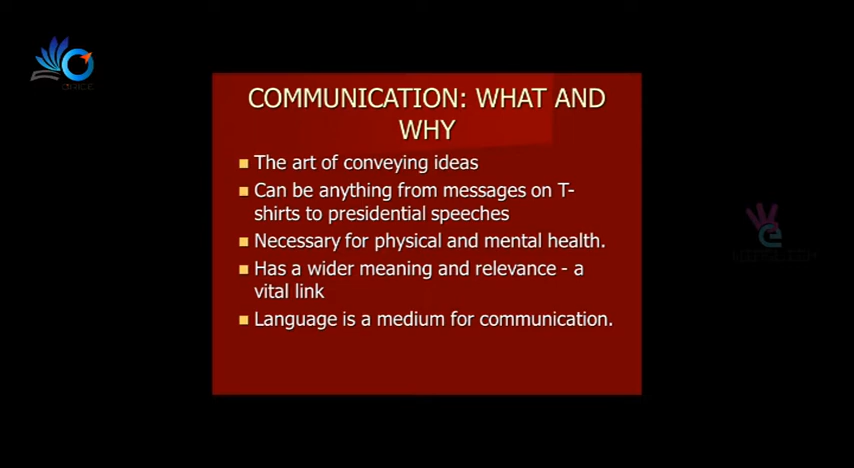 COMMUNICATION: WHAT AND
WHY
The art of conveying ideas
Can be anything from messages on T-
shirts to presidential speeches
Necessary for physical and mental health.
Has a wider meaning and relevance - a
vital link
Language is a medium for communication.